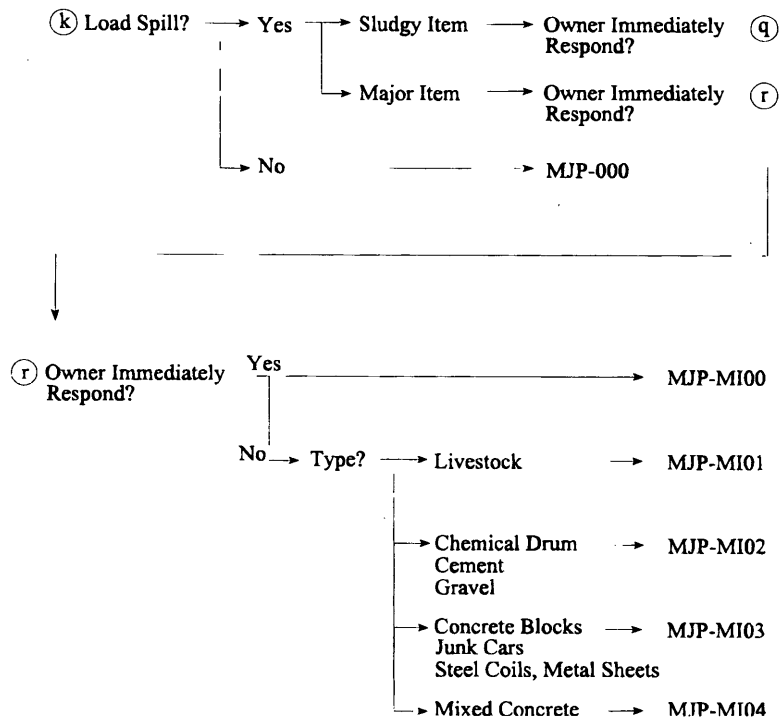 k Load Spill? Yes Sludgy Item Owner Immediately q
Respond?
Major Item Owner Immediately r
Respond?
No MJP-000
r Owner Immediately Yes MJP-MI00
Respond?
No Type? Livestock MJP-MI01
Chemical Drum MJP-MI02
Cement
Gravel
Concrete Blocks MJP-MI03
Junk Cars
Steel Coils, Metal Sheets
Mixed Concrete MJP-MI04